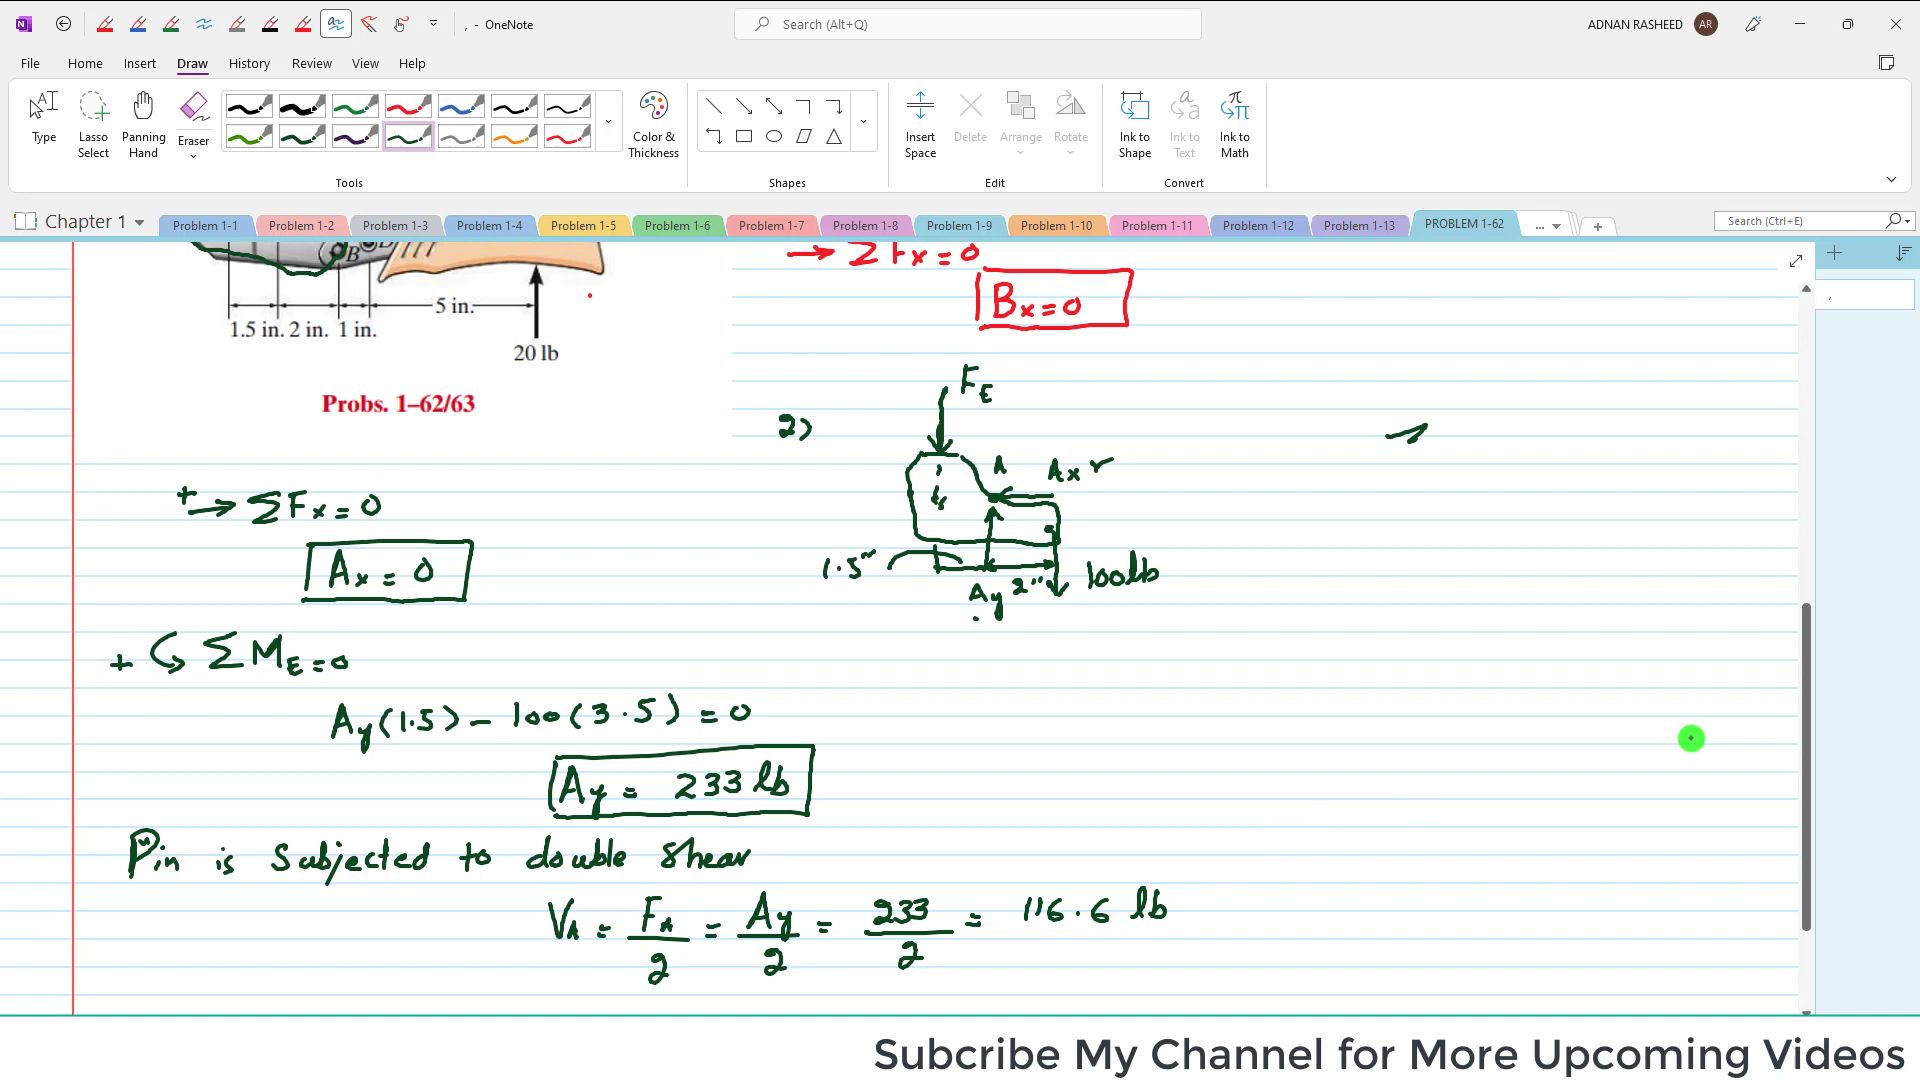 , - OneNote
Search (Alt+Q)
ADNAN RASHEED AR
File Home Insert Draw History Review View Help
Type
Lasso Select
Panning Hand
Eraser
Color & Thickness
Insert Space
Delete
Arrange
Rotate
Ink to Shape
Ink to Text
Ink to Math
Tools Shapes Edit Convert
Chapter 1
Problem 1-1 Problem 1-2 Problem 1-3 Problem 1-4 Problem 1-5 Problem 1-6 Problem 1-7 Problem 1-8 Problem 1-9 Problem 1-10 Problem 1-11 Problem 1-12 Problem 1-13 PROBLEM 1-62 ...
Search (Ctrl+E)
B
5 in.
1.5 in. 2 in. 1 in.
20 lb
Probs. 1–62/63
→ ΣFx = 0
Bx = 0
2)
FE
A Ax
1.5"
Ay 2" 100lb
+ → ΣFx = 0
Ax = 0
+ ΣME = 0
Ay(1.5) - 100(3.5) = 0
Ay = 233 lb
Pin is subjected to double shear
VA = FA/2 = Ay/2 = 233/2 = 116.6 lb
Subcribe My Channel for More Upcoming Videos